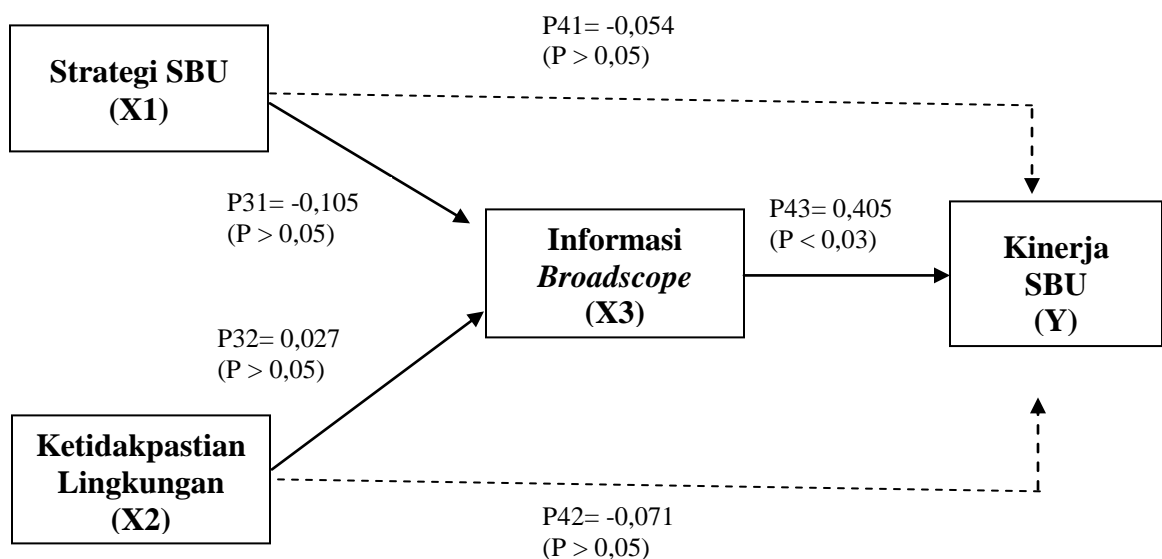 P41= -0,054
(P > 0,05)
Strategi SBU
(X1)
P31= -0,105
(P > 0,05)
P43= 0,405
(P < 0,03)
Informasi
Broadscope
(X3)
Kinerja
SBU
(Y)
P32= 0,027
(P > 0,05)
Ketidakpastian
Lingkungan
(X2)
P42= -0,071
(P > 0,05)